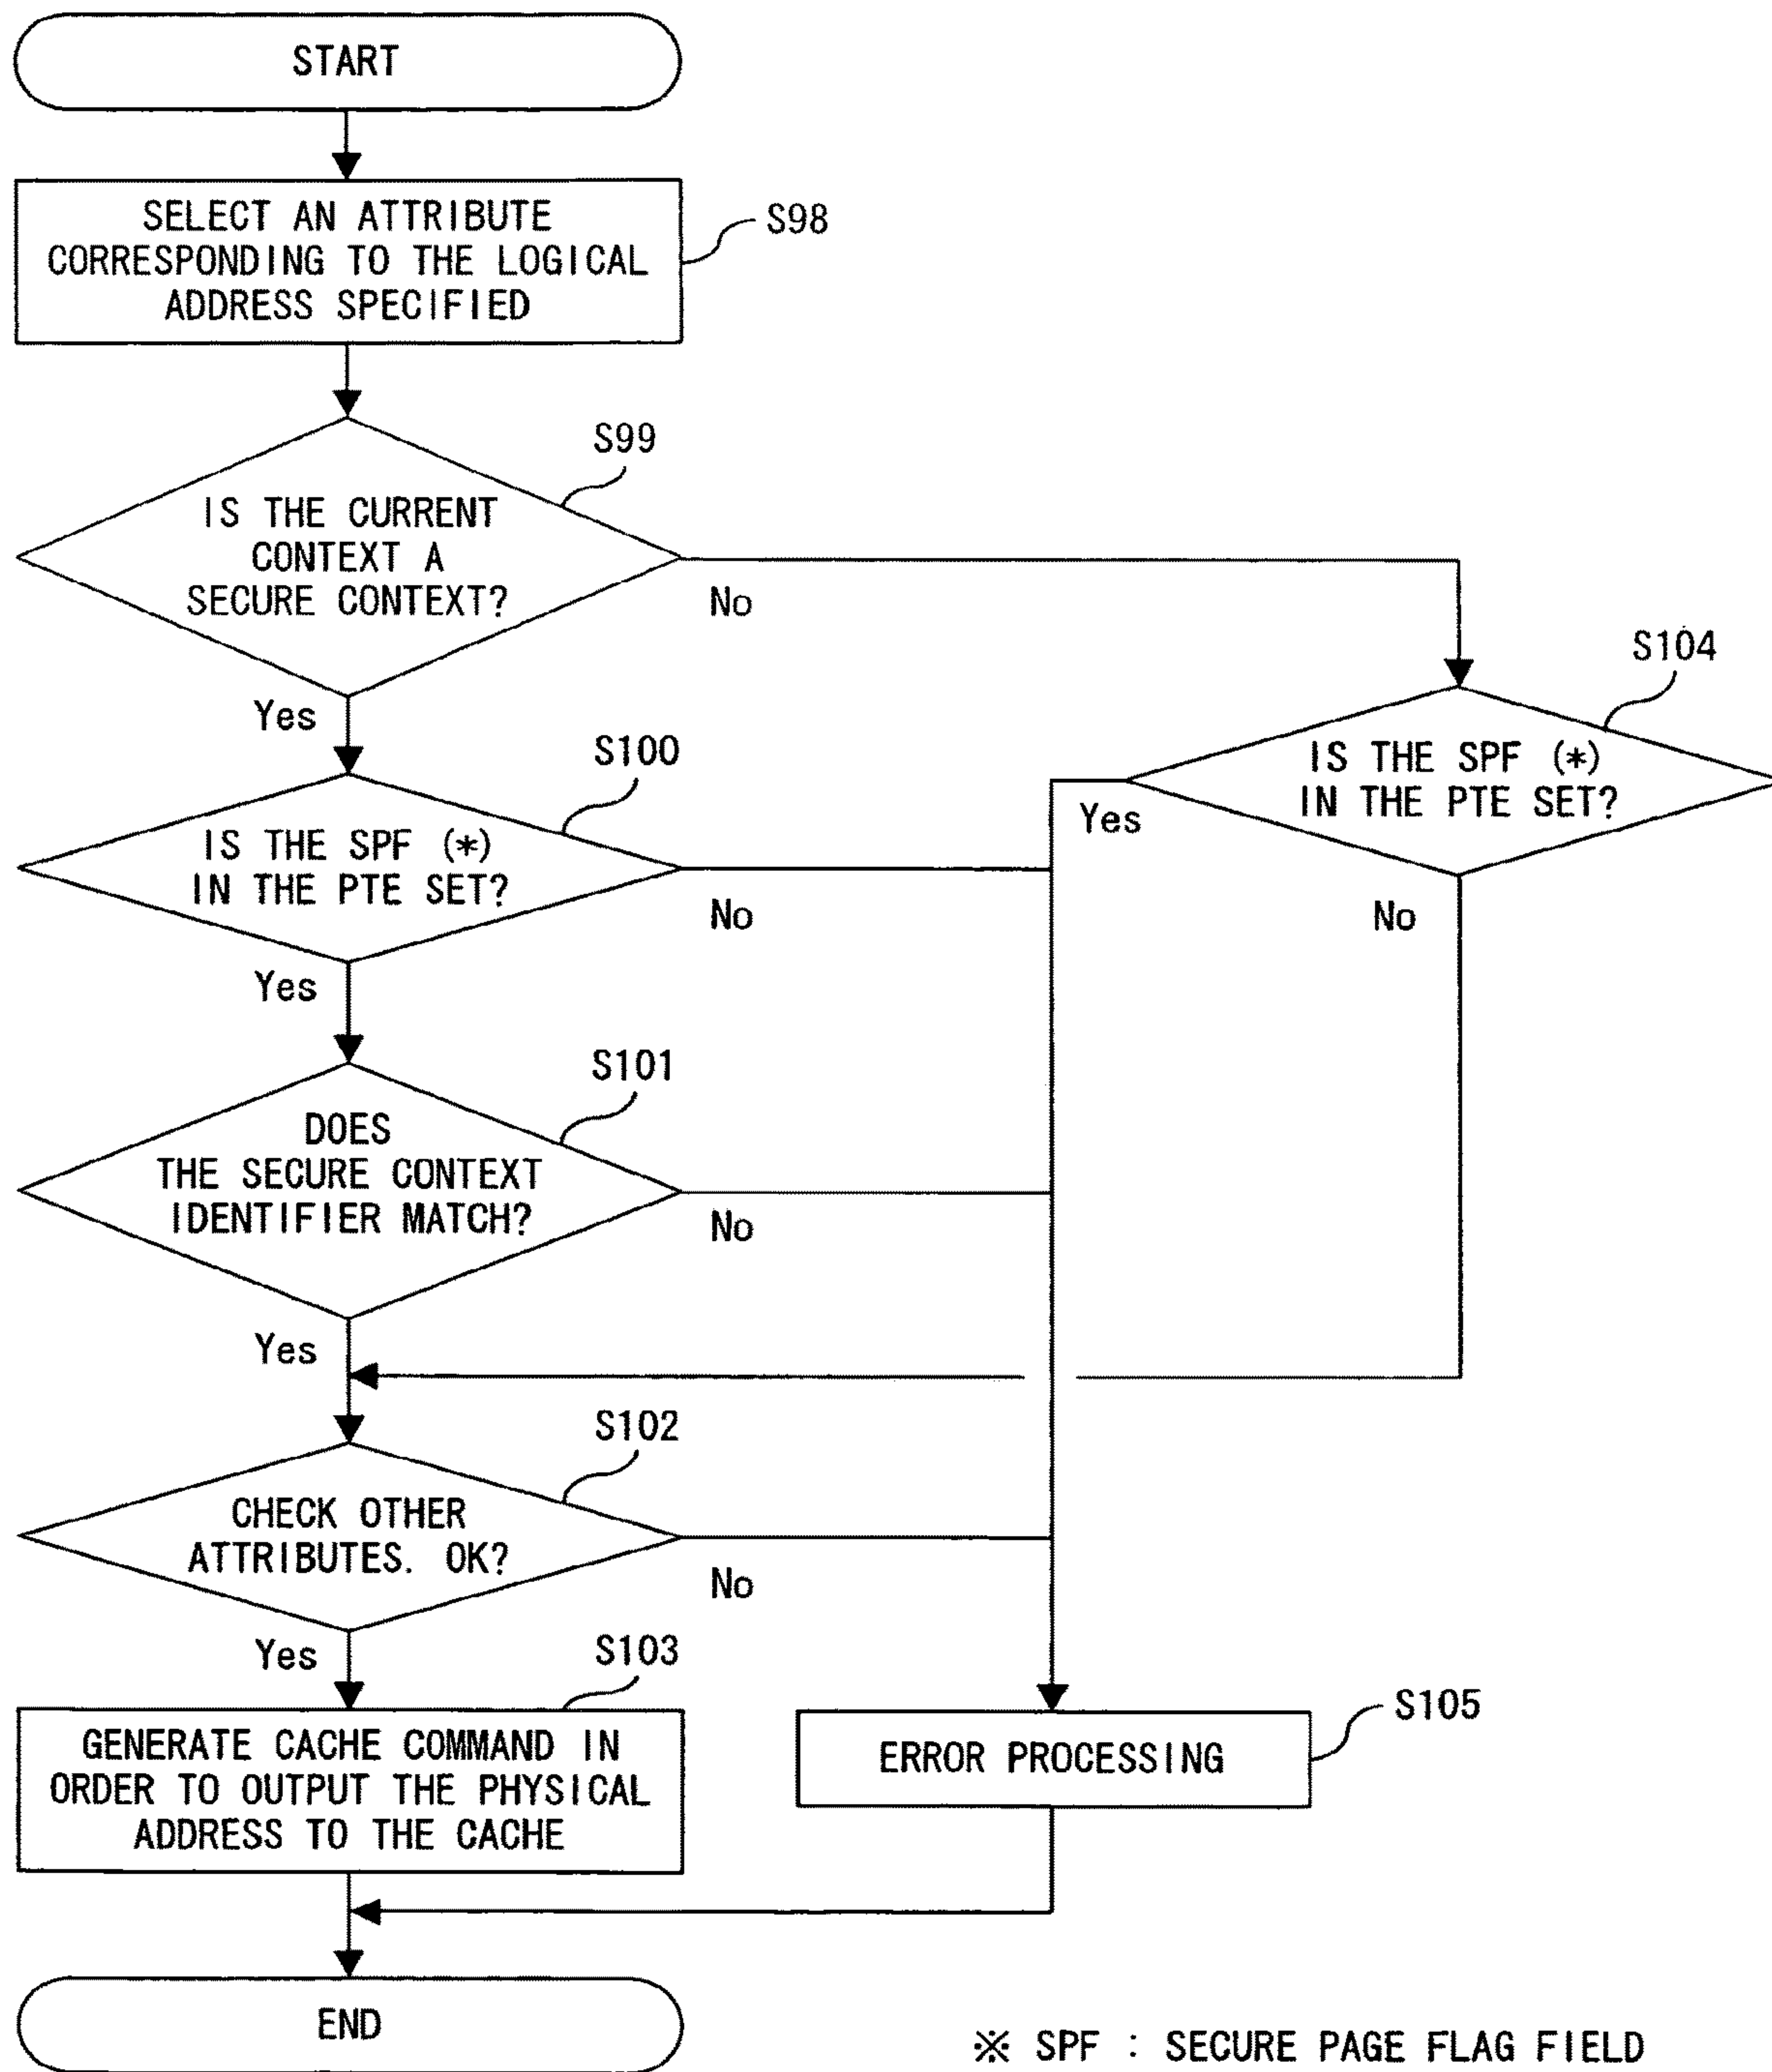 START
SELECT AN ATTRIBUTE
CORRESPONDING TO THE LOGICAL
ADDRESS SPECIFIED
S98
S99
IS THE CURRENT
CONTEXT A
SECURE CONTEXT?
No
Yes
S104
IS THE SPF (*)
IN THE PTE SET?
Yes
No
S100
IS THE SPF (*)
IN THE PTE SET?
No
Yes
S101
DOES
THE SECURE CONTEXT
IDENTIFIER MATCH?
No
Yes
S102
CHECK OTHER
ATTRIBUTES. OK?
No
Yes
S103
GENERATE CACHE COMMAND IN
ORDER TO OUTPUT THE PHYSICAL
ADDRESS TO THE CACHE
S105
ERROR PROCESSING
END
※ SPF : SECURE PAGE FLAG FIELD